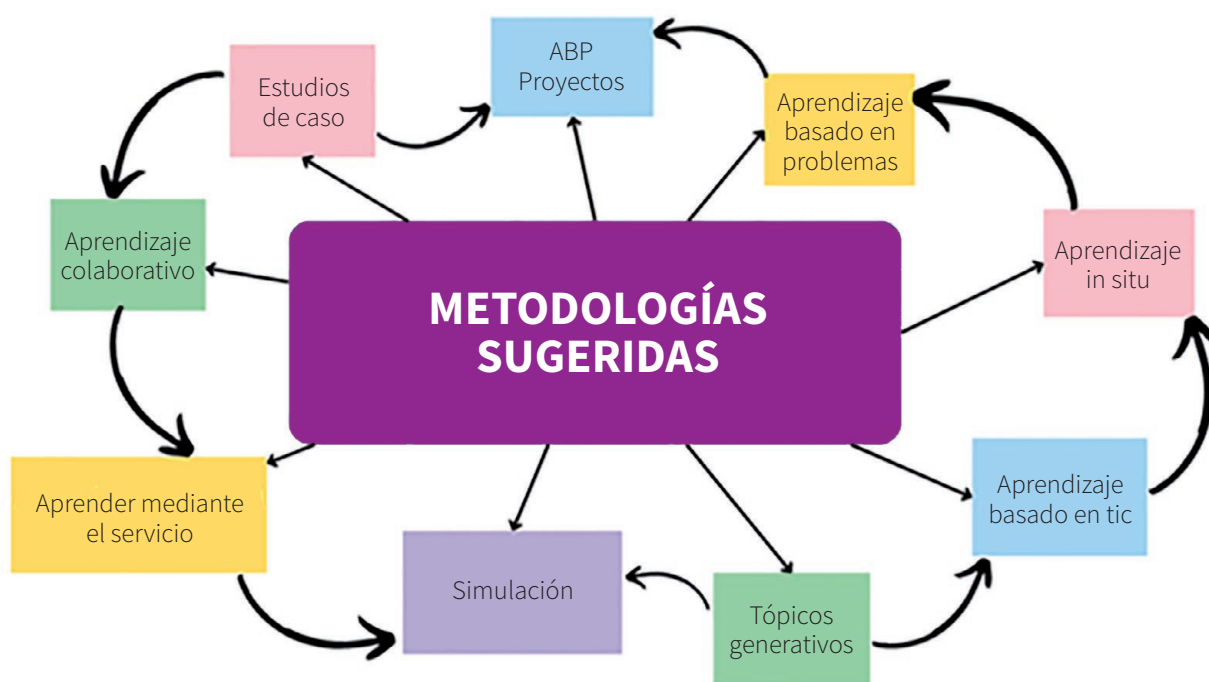 ABP
Proyectos
Estudios
de caso
Aprendizaje
basado en
problemas
Aprendizaje
colaborativo
Aprendizaje
in situ
METODOLOGÍAS
SUGERIDAS
Aprender mediante
el servicio
Aprendizaje
basado en tic
Simulación
Tópicos
generativos